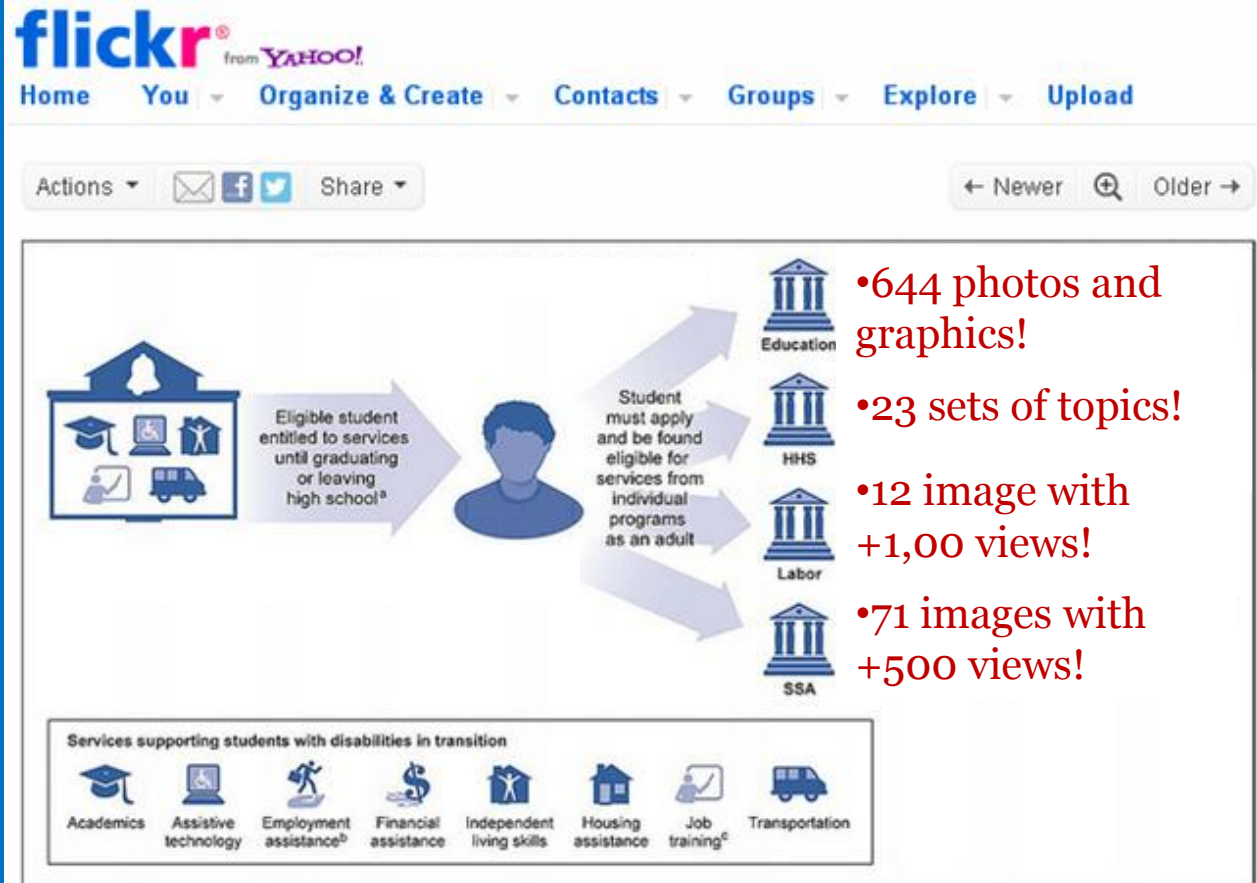 flickr® from YAHOO!
Home You Organize & Create Contacts Groups Explore Upload
Actions Share ← Newer Older →
Eligible student
entitled to services
until graduating
or leaving
high schoolᵃ
Student
must apply
and be found
eligible for
services from
individual
programs
as an adult
Education
HHS
Labor
SSA
•644 photos and
graphics!
•23 sets of topics!
•12 image with
+1,00 views!
•71 images with
+500 views!
Services supporting students with disabilities in transition
Academics
Assistive
technology
Employment
assistanceᵇ
Financial
assistance
Independent
living skills
Housing
assistance
Job
trainingᶜ
Transportation